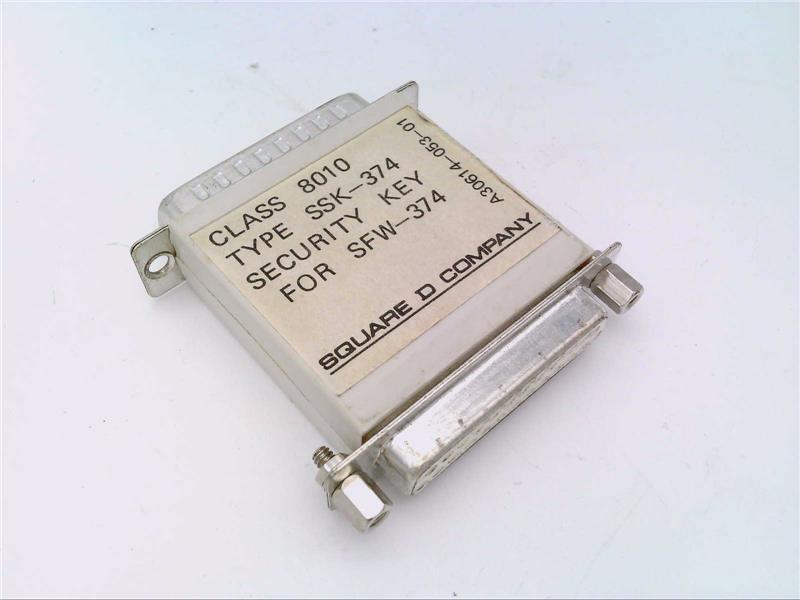 CLASS 8010
TYPE SSK-374
SECURITY KEY
FOR SFW-374
SQUARE D COMPANY
A30614-053-01